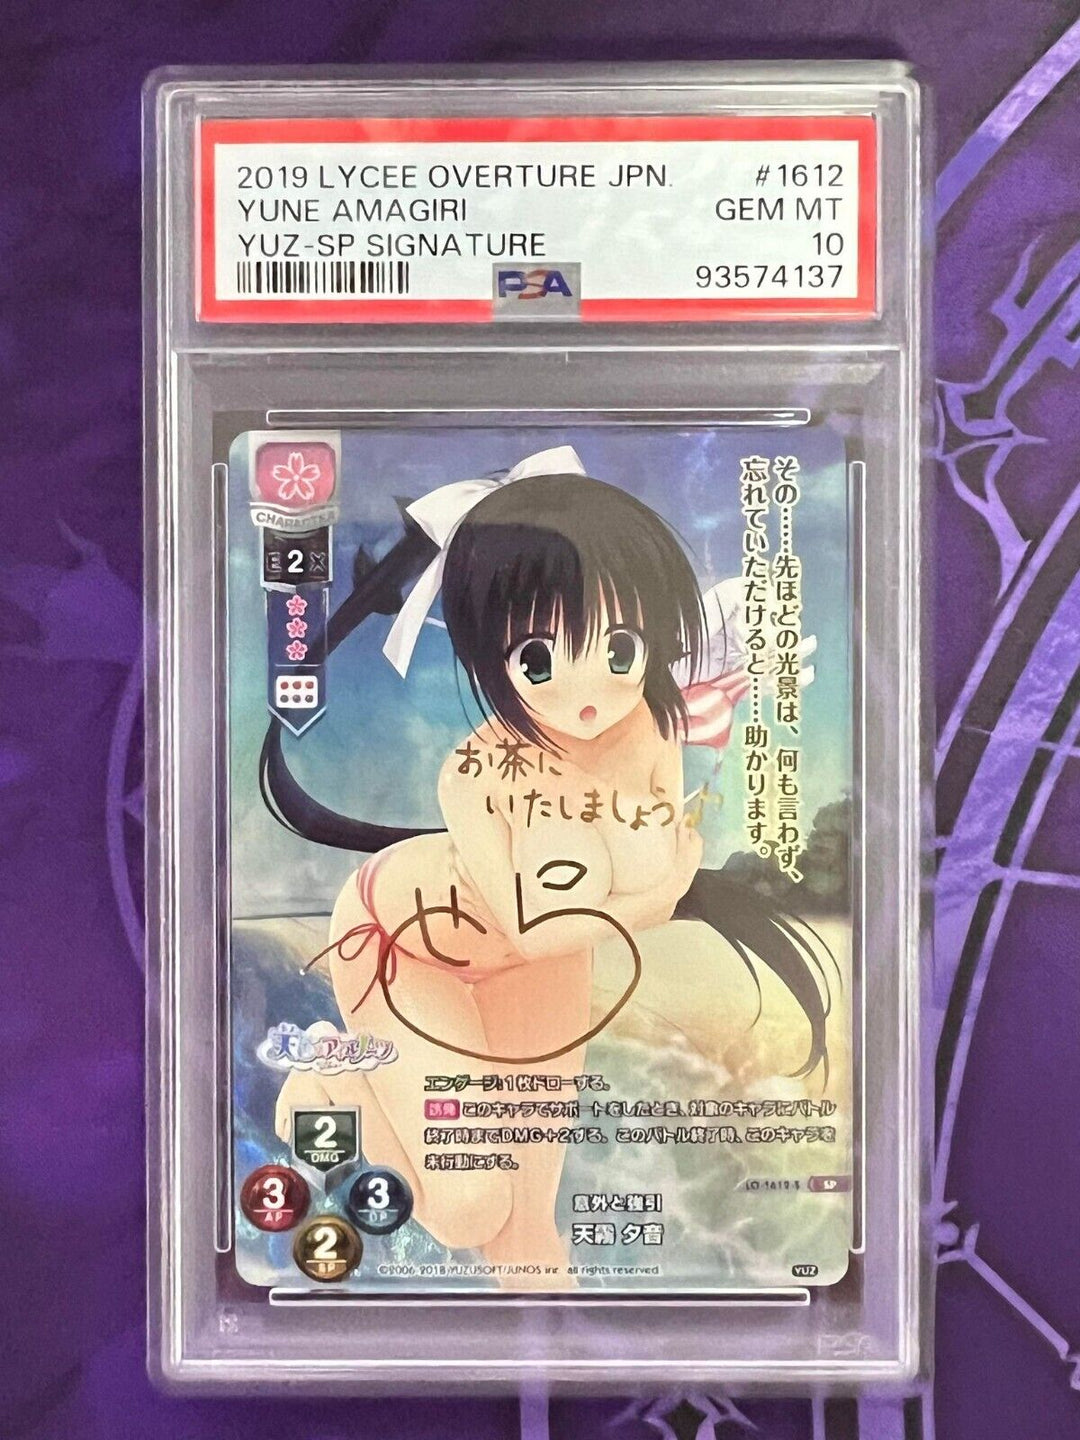 2019 LYCEE OVERTURE JPN. #1612
YUNE AMAGIRI GEM MT
YUZ-SP SIGNATURE 10
93574137
PSA
CHARACTER
E 2 X
その……先ほどの光景は、何も言わず、
忘れていただけると……助かります。
お茶に
いたしましょう♪
せら
天色*アイルノーツ
エンゲージ:1枚ドローする。
誘発 このキャラでサポートをしたとき、対象のキャラにバトル
終了時までDMG+2する。このバトル終了時、このキャラを
未行動にする。
2
DMG
3
AP
3
DP
2
SP
LO-1612-S SP
意外と強引
天霧 夕音
©2006-2018 YUZUSOFT/JUNOS inc. all rights reserved
YUZ